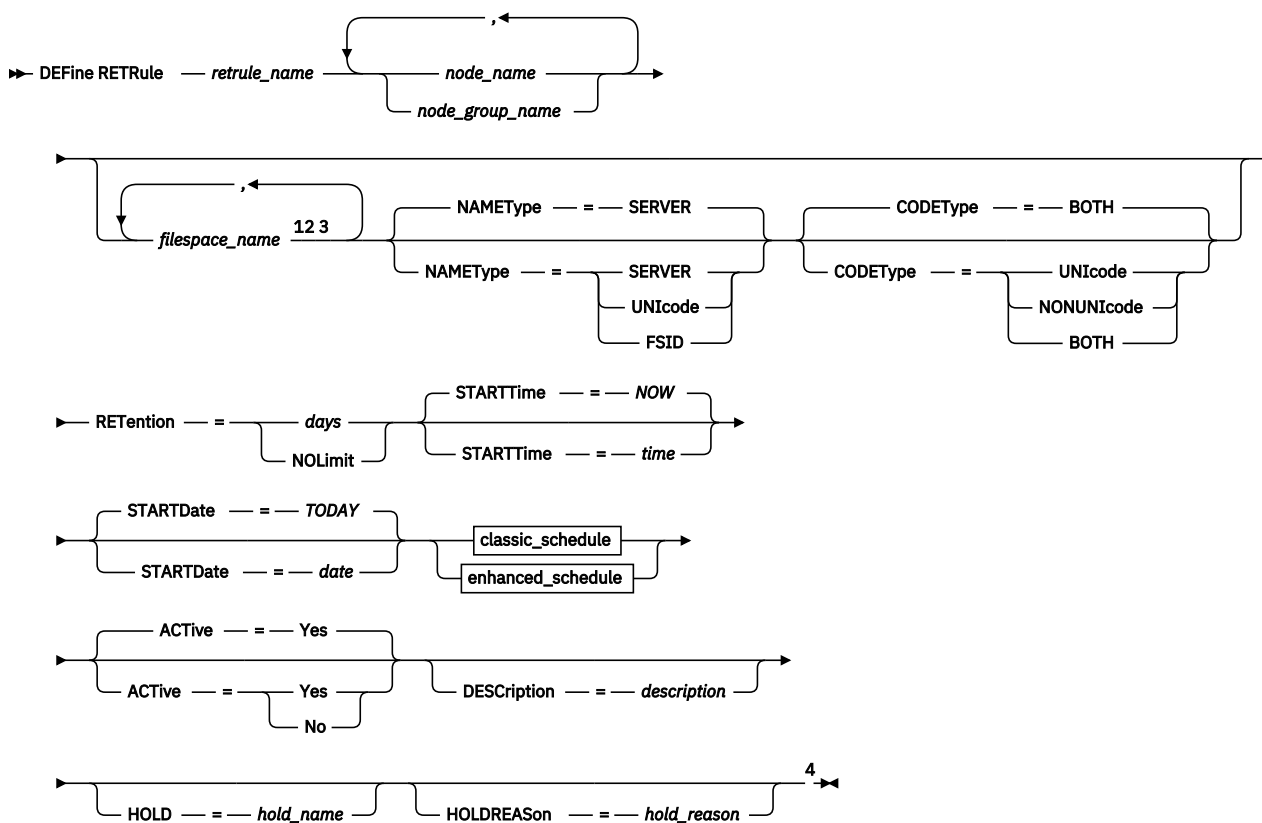 ,
DEFine RETRule retrule_name node_name
node_group_name
,
filespace_name 1 2 3
NAMEType = SERVER
CODEType = BOTH
NAMEType = SERVER
UNIcode
FSID
CODEType = UNIcode
NONUNIcode
BOTH
RETention = days
NOLimit
STARTTime = NOW
STARTTime = time
STARTDate = TODAY
STARTDate = date
classic_schedule
enhanced_schedule
ACTive = Yes
ACTive = Yes
No
DESCription = description
HOLD = hold_name
HOLDREASon = hold_reason
4